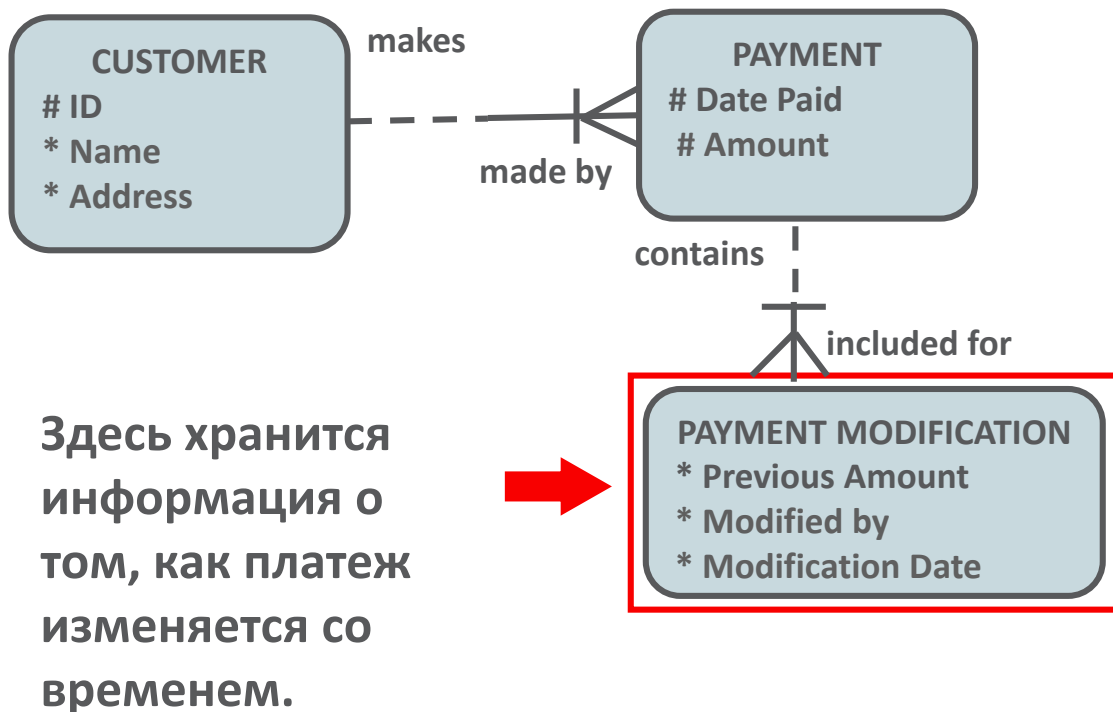 makes
CUSTOMER
# ID
* Name
* Address
PAYMENT
# Date Paid
# Amount
made by
contains
included for
PAYMENT MODIFICATION
* Previous Amount
* Modified by
* Modification Date
Здесь хранится
информация о
том, как платеж
изменяется со
временем.